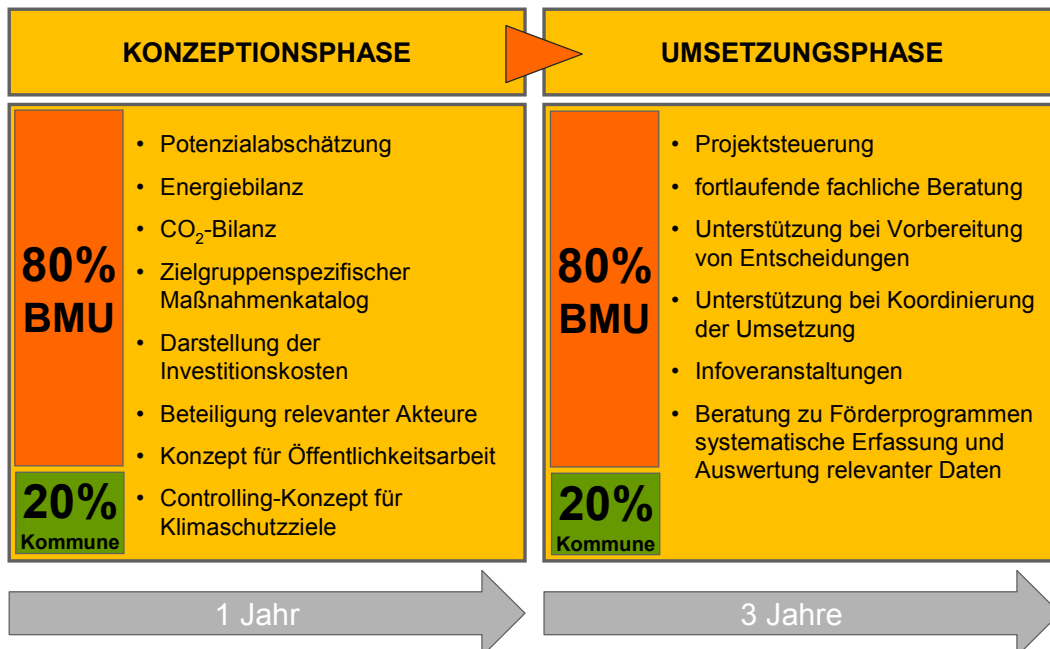 KONZEPTIONSPHASE
UMSETZUNGSPHASE
80%
BMU
20%
Kommune
• Potenzialabschätzung
• Energiebilanz
• CO₂-Bilanz
• Zielgruppenspezifischer
Maßnahmenkatalog
• Darstellung der
Investitionskosten
• Beteiligung relevanter Akteure
• Konzept für Öffentlichkeitsarbeit
• Controlling-Konzept für
Klimaschutzziele
80%
BMU
20%
Kommune
• Projektsteuerung
• fortlaufende fachliche Beratung
• Unterstützung bei Vorbereitung
von Entscheidungen
• Unterstützung bei Koordinierung
der Umsetzung
• Infoveranstaltungen
• Beratung zu Förderprogrammen
systematische Erfassung und
Auswertung relevanter Daten
1 Jahr
3 Jahre